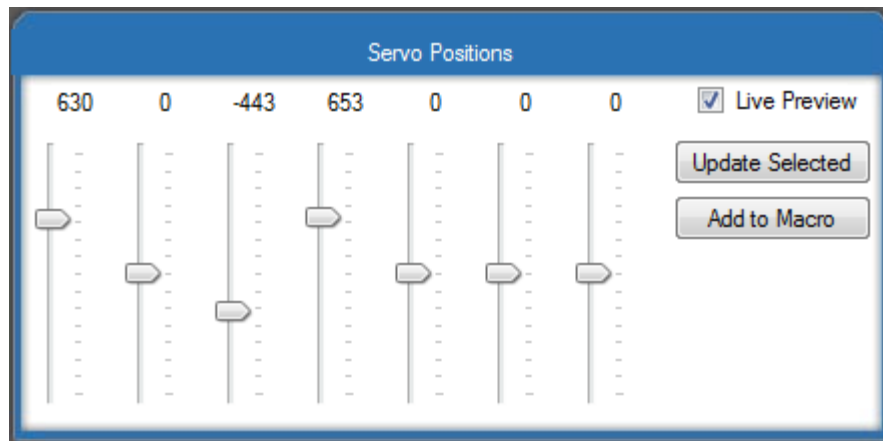 Servo Positions
630 0 -443 653 0 0 0 Live Preview
Update Selected
Add to Macro